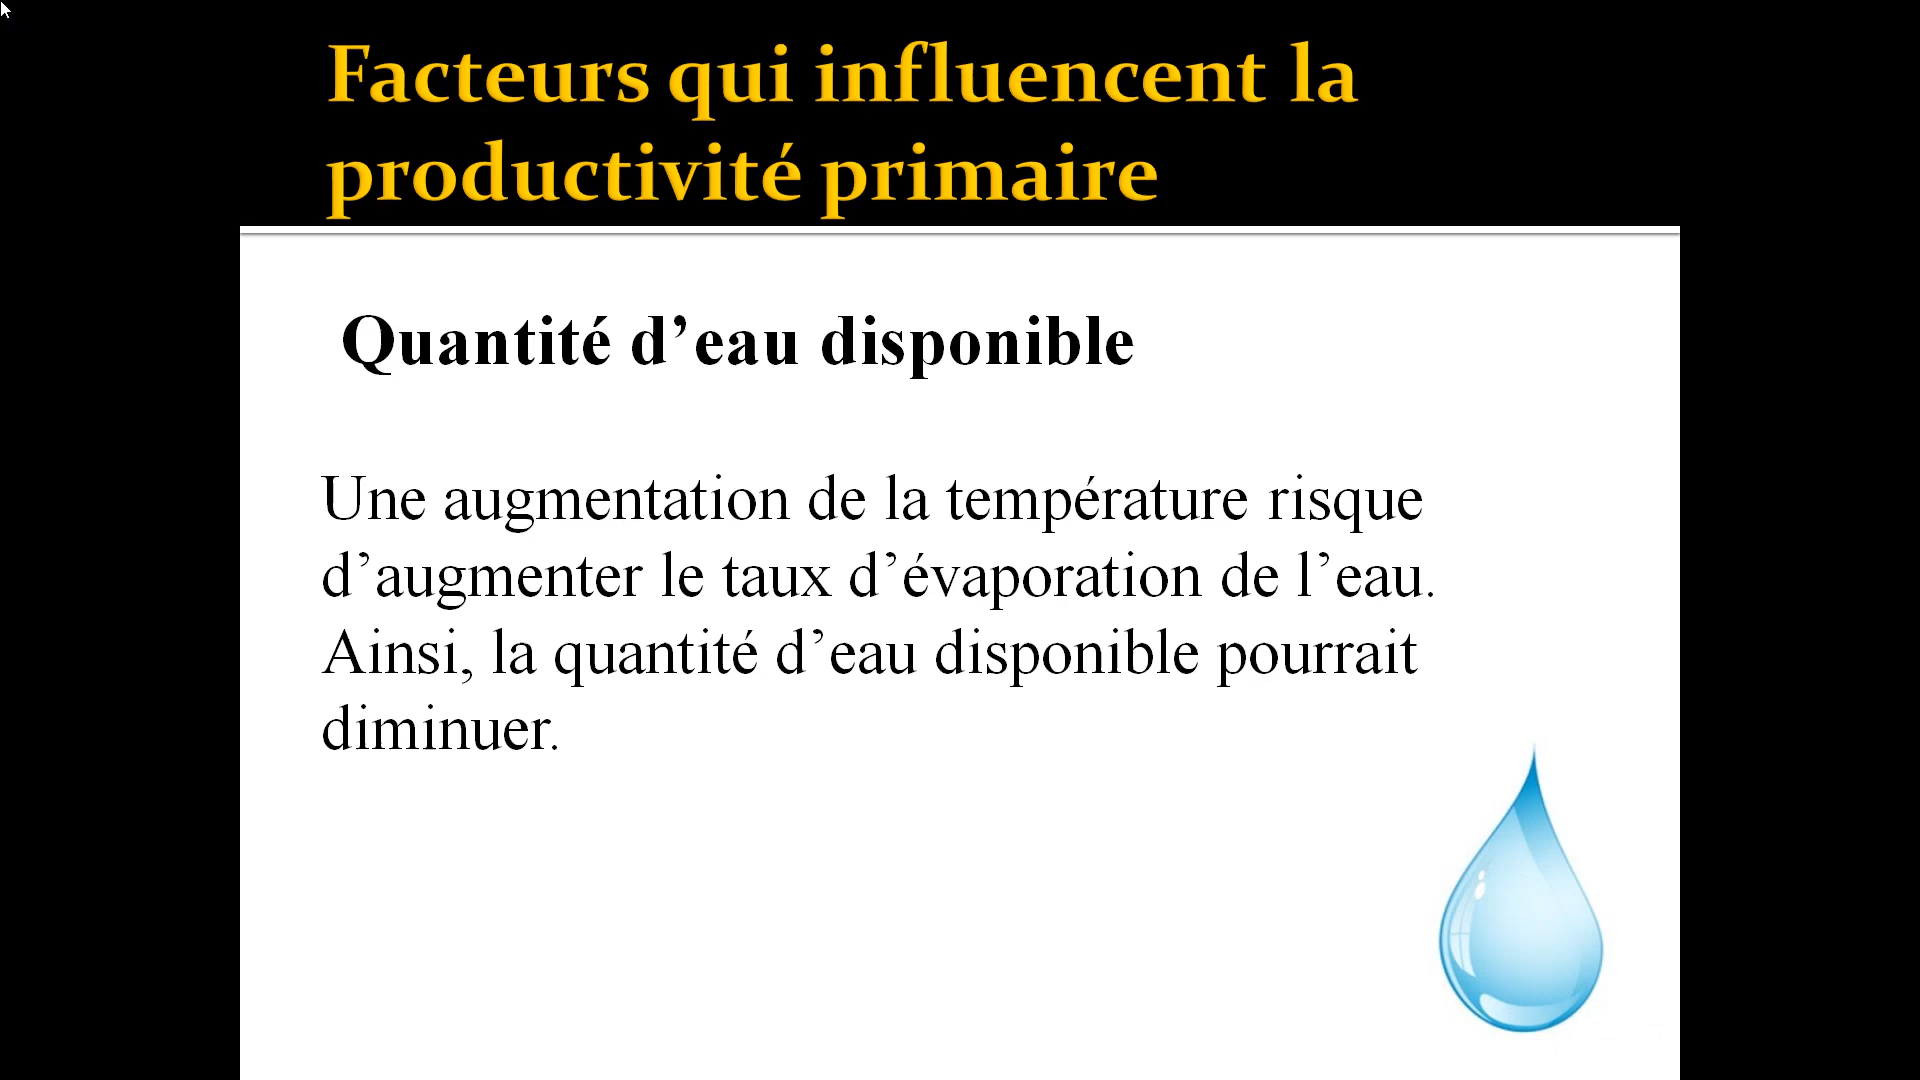 Facteurs qui influencent la
productivité primaire
Quantité d’eau disponible
Une augmentation de la température risque
d’augmenter le taux d’évaporation de l’eau.
Ainsi, la quantité d’eau disponible pourrait
diminuer.